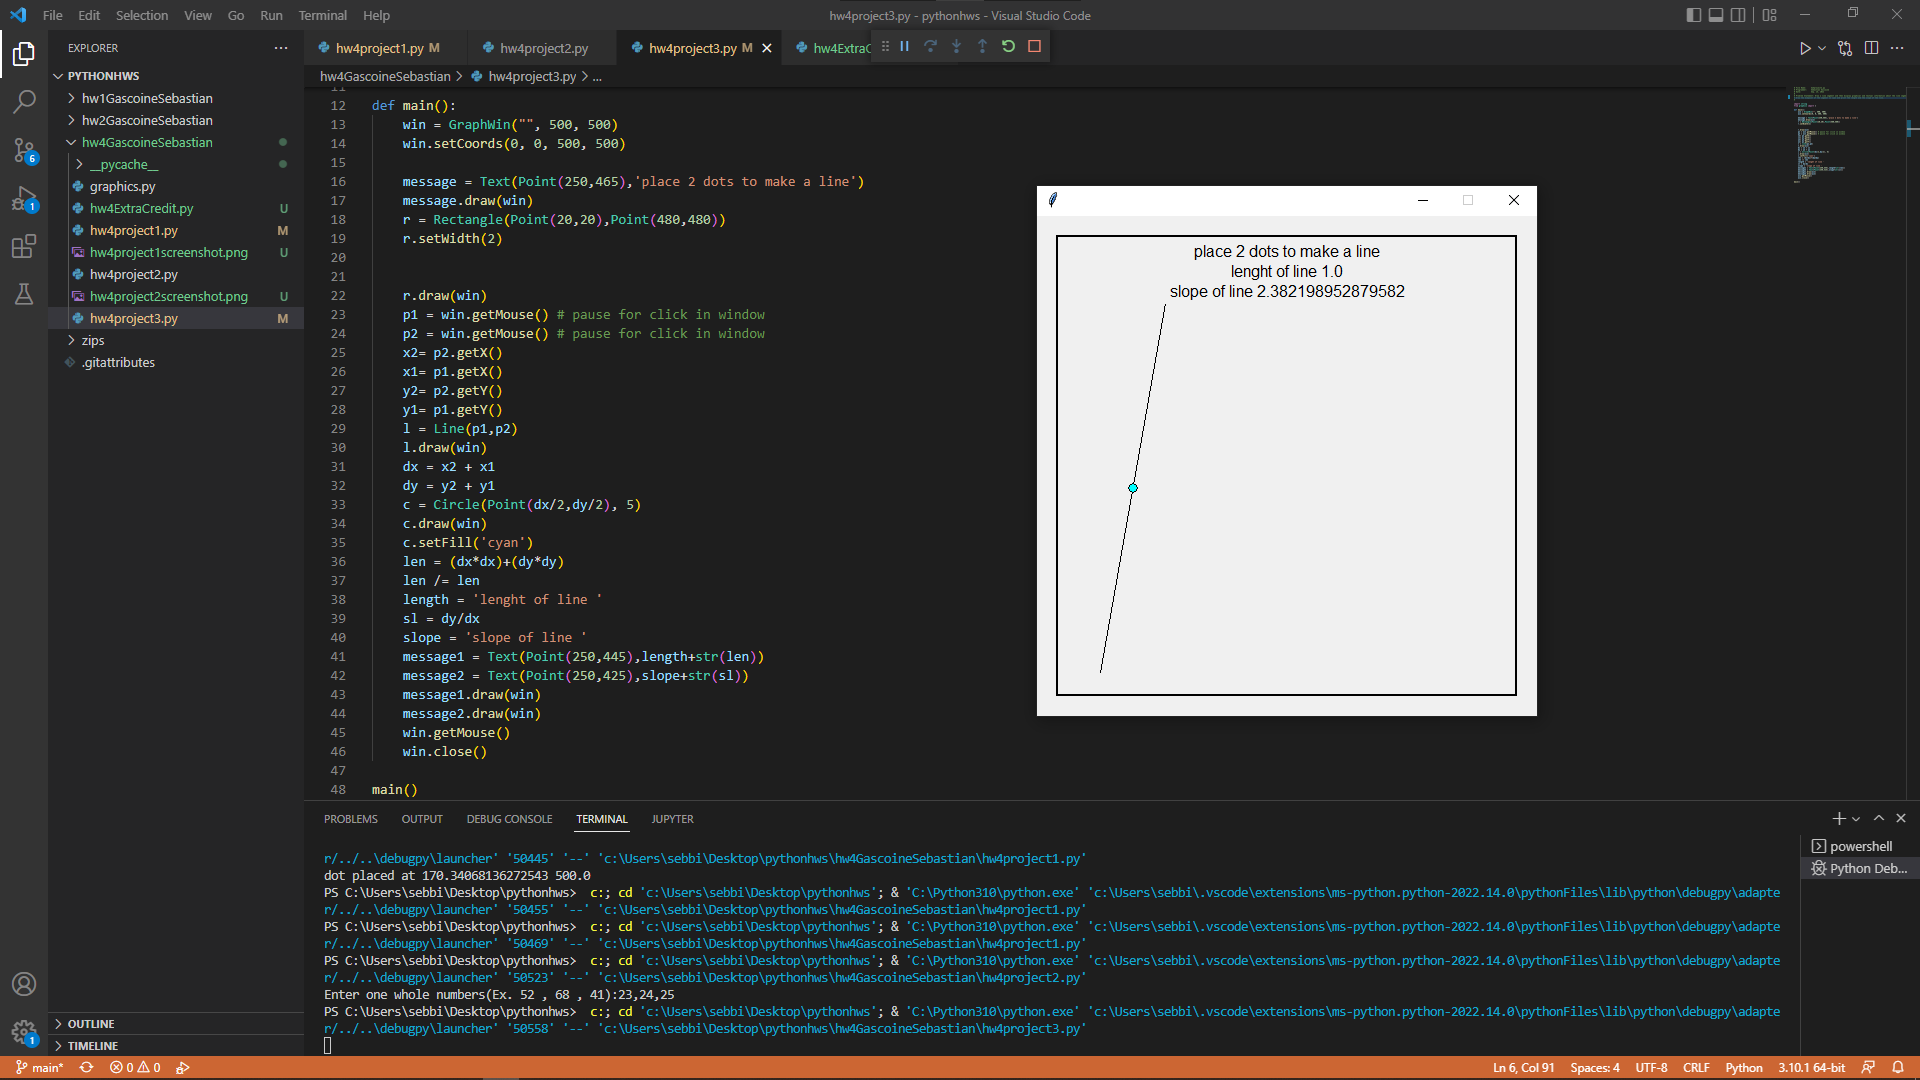 File Edit Selection View Go Run Terminal Help
hw4project3.py - pythonhws - Visual Studio Code
EXPLORER
hw4project1.py M
hw4project2.py
hw4project3.py M
hw4ExtraC
PYTHONHWS
hw1GascoineSebastian
hw2GascoineSebastian
hw4GascoineSebastian
__pycache__
graphics.py
hw4ExtraCredit.py U
hw4project1.py M
hw4project1screenshot.png U
hw4project2.py
hw4project2screenshot.png U
hw4project3.py M
zips
.gitattributes
6
1
1
OUTLINE
TIMELINE
hw4GascoineSebastian > hw4project3.py > ...
11
12 def main():
13 win = GraphWin("", 500, 500)
14 win.setCoords(0, 0, 500, 500)
15
16 message = Text(Point(250,465),'place 2 dots to make a line')
17 message.draw(win)
18 r = Rectangle(Point(20,20),Point(480,480))
19 r.setWidth(2)
20
21
22 r.draw(win)
23 p1 = win.getMouse() # pause for click in window
24 p2 = win.getMouse() # pause for click in window
25 x2= p2.getX()
26 x1= p1.getX()
27 y2= p2.getY()
28 y1= p1.getY()
29 l = Line(p1,p2)
30 l.draw(win)
31 dx = x2 + x1
32 dy = y2 + y1
33 c = Circle(Point(dx/2,dy/2), 5)
34 c.draw(win)
35 c.setFill('cyan')
36 len = (dx*dx)+(dy*dy)
37 len /= len
38 length = 'lenght of line '
39 sl = dy/dx
40 slope = 'slope of line '
41 message1 = Text(Point(250,445),length+str(len))
42 message2 = Text(Point(250,425),slope+str(sl))
43 message1.draw(win)
44 message2.draw(win)
45 win.getMouse()
46 win.close()
47
48 main()
place 2 dots to make a line
lenght of line 1.0
slope of line 2.382198952879582
PROBLEMS OUTPUT DEBUG CONSOLE TERMINAL JUPYTER
r/../..\debugpy\launcher' '50445' '--' 'c:\Users\sebbi\Desktop\pythonhws\hw4GascoineSebastian\hw4project1.py'
dot placed at 170.34068136272543 500.0
PS C:\Users\sebbi\Desktop\pythonhws> c:; cd 'c:\Users\sebbi\Desktop\pythonhws'; & 'C:\Python310\python.exe' 'c:\Users\sebbi\.vscode\extensions\ms-python.python-2022.14.0\pythonFiles\lib\python\debugpy\adapte
r/../..\debugpy\launcher' '50455' '--' 'c:\Users\sebbi\Desktop\pythonhws\hw4GascoineSebastian\hw4project1.py'
PS C:\Users\sebbi\Desktop\pythonhws> c:; cd 'c:\Users\sebbi\Desktop\pythonhws'; & 'C:\Python310\python.exe' 'c:\Users\sebbi\.vscode\extensions\ms-python.python-2022.14.0\pythonFiles\lib\python\debugpy\adapte
r/../..\debugpy\launcher' '50469' '--' 'c:\Users\sebbi\Desktop\pythonhws\hw4GascoineSebastian\hw4project1.py'
PS C:\Users\sebbi\Desktop\pythonhws> c:; cd 'c:\Users\sebbi\Desktop\pythonhws'; & 'C:\Python310\python.exe' 'c:\Users\sebbi\.vscode\extensions\ms-python.python-2022.14.0\pythonFiles\lib\python\debugpy\adapte
r/../..\debugpy\launcher' '50523' '--' 'c:\Users\sebbi\Desktop\pythonhws\hw4GascoineSebastian\hw4project2.py'
Enter one whole numbers(Ex. 52 , 68 , 41):23,24,25
PS C:\Users\sebbi\Desktop\pythonhws> c:; cd 'c:\Users\sebbi\Desktop\pythonhws'; & 'C:\Python310\python.exe' 'c:\Users\sebbi\.vscode\extensions\ms-python.python-2022.14.0\pythonFiles\lib\python\debugpy\adapte
r/../..\debugpy\launcher' '50558' '--' 'c:\Users\sebbi\Desktop\pythonhws\hw4GascoineSebastian\hw4project3.py'
powershell
Python Deb...
main* 0 0
Ln 6, Col 91 Spaces: 4 UTF-8 CRLF Python 3.10.1 64-bit